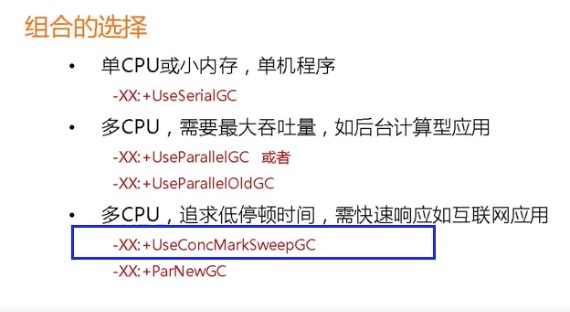 组合的选择
• 单CPU或小内存，单机程序
-XX:+UseSerialGC
• 多CPU，需要最大吞吐量，如后台计算型应用
-XX:+UseParallelGC 或者
-XX:+UseParallelOldGC
• 多CPU，追求低停顿时间，需快速响应如互联网应用
-XX:+UseConcMarkSweepGC
-XX:+ParNewGC